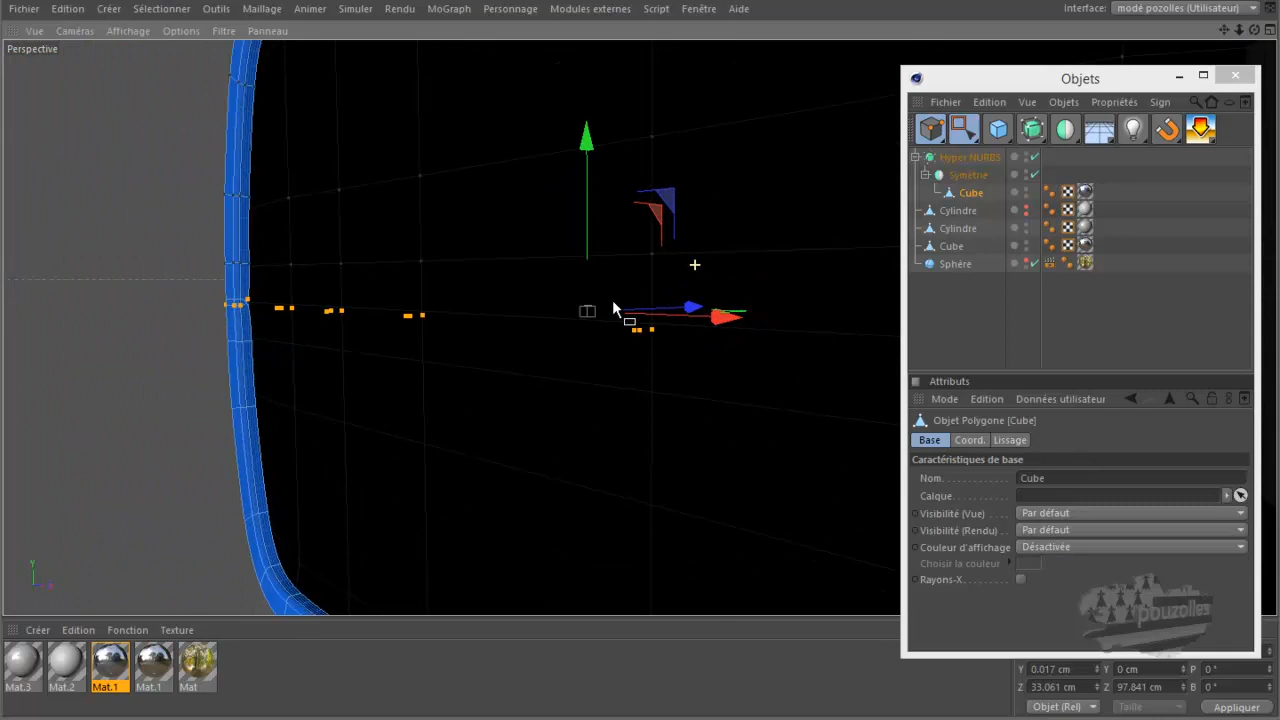 Fichier Edition Créer Sélectionner Outils Maillage Animer Simuler Rendu MoGraph Personnage Modules externes Script Fenêtre Aide Interface: modé pozolles (Utilisateur)
Vue Caméras Affichage Options Filtre Panneau
Perspective
Objets
Fichier Edition Vue Objets Propriétés Sign
Hyper NURBS
Symétrie
Cube
Cylindre
Cylindre
Cube
Sphère
Attributs
Mode Edition Données utilisateur
Objet Polygone [Cube]
Base Coord. Lissage
Caractéristiques de base
Nom. Cube
Calque.
Visibilité (Vue) Par défaut
Visibilité (Rendu) Par défaut
Couleur d'affichage Désactivée
Choisir la couleur
Rayons-X.
pouzolles
Y
Créer Edition Fonction Texture
Mat.3 Mat.2 Mat.1 Mat.1 Mat
Y 0.017 cm Y 0 cm P 0 °
Z 33.061 cm Z 97.841 cm B 0 °
Objet (Rel) Taille Appliquer